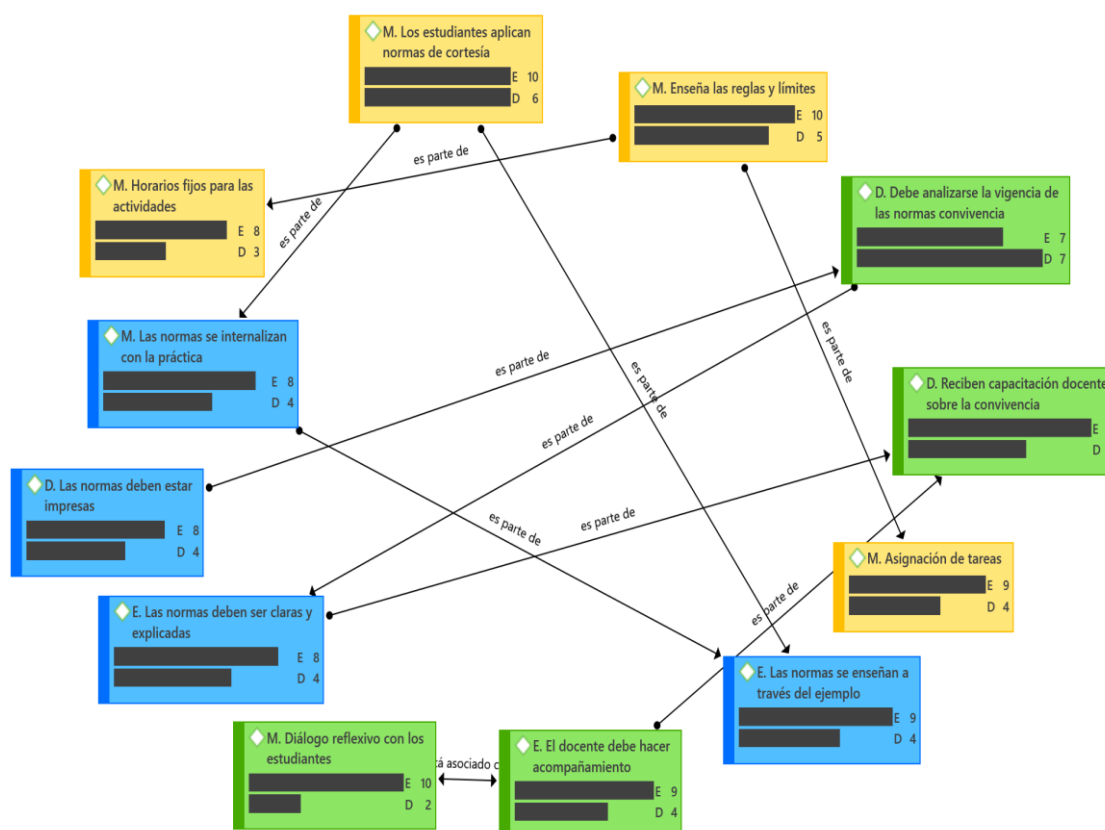 M. Los estudiantes aplican
normas de cortesía
E 10
D 6
M. Enseña las reglas y límites
E 10
D 5
es parte de
M. Horarios fijos para las
actividades
E 8
D 3
es parte de
D. Debe analizarse la vigencia de
las normas convivencia
E 7
D 7
M. Las normas se internalizan
con la práctica
E 8
D 4
es parte de
es parte de
es parte de
D. Reciben capacitación docente
sobre la convivencia
E
D
es parte de
D. Las normas deben estar
impresas
E 8
D 4
es parte de
es parte de
M. Asignación de tareas
E 9
D 4
E. Las normas deben ser claras y
explicadas
E 8
D 4
es parte de
E. Las normas se enseñan a
través del ejemplo
E 9
D 4
M. Diálogo reflexivo con los
estudiantes
E 10
D 2
tá asociado c
E. El docente debe hacer
acompañamiento
E 9
D 4